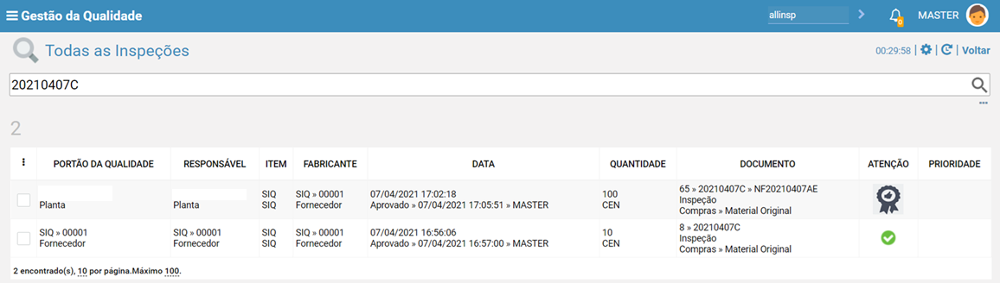 Gestão da Qualidade
allinsp
0
MASTER
Todas as Inspeções
00:29:58 | | | Voltar
20210407C
2
PORTÃO DA QUALIDADE RESPONSÁVEL ITEM FABRICANTE DATA QUANTIDADE DOCUMENTO ATENÇÃO PRIORIDADE
SIQ SIQ » 00001 07/04/2021 17:02:18 100 65 » 20210407C » NF20210407AE
Planta Planta SIQ Fornecedor Aprovado » 07/04/2021 17:05:51 » MASTER CEN Inspeção
Compras » Material Original
SIQ » 00001 SIQ » 00001 SIQ SIQ » 00001 07/04/2021 16:56:06 10 8 » 20210407C
Fornecedor Fornecedor SIQ Fornecedor Aprovado » 07/04/2021 16:57:00 » MASTER CEN Inspeção
Compras » Material Original
2 encontrado(s), 10 por página.Máximo 100.